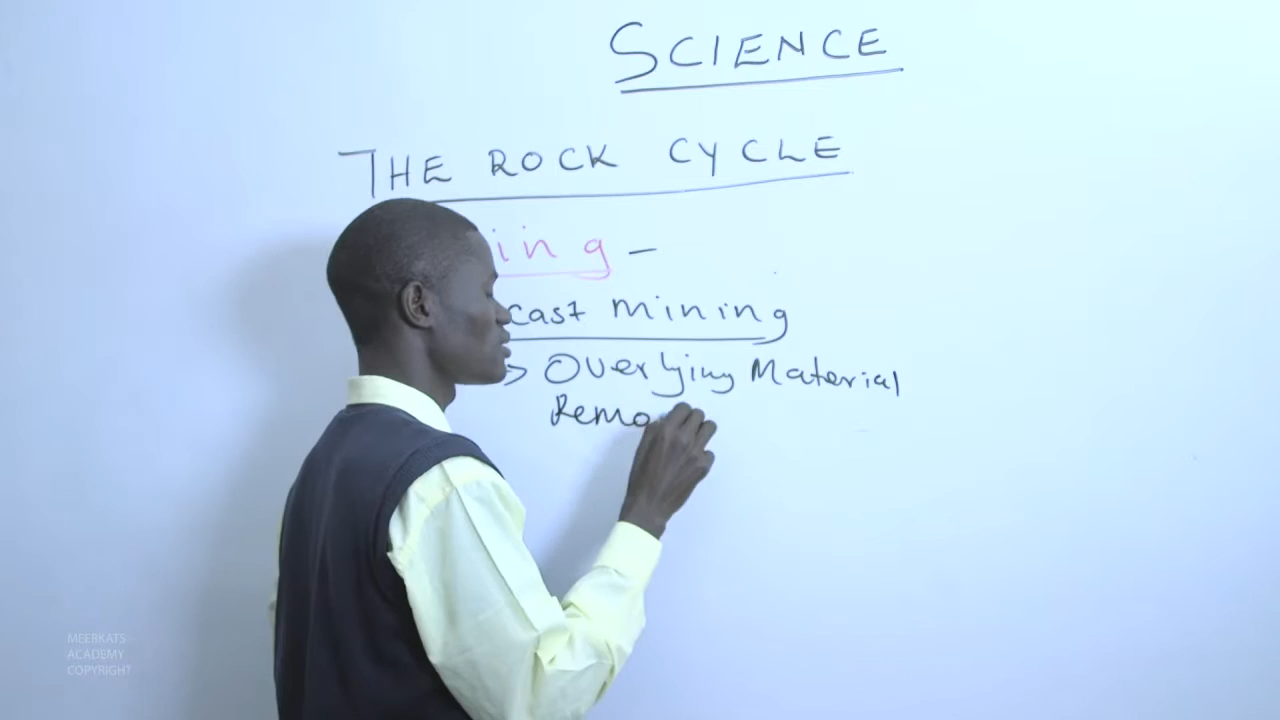 SCIENCE
THE ROCK CYCLE
ing –
cast mining
> Overlying Material
Remo
MEERKATS
ACADEMY
COPYRIGHT